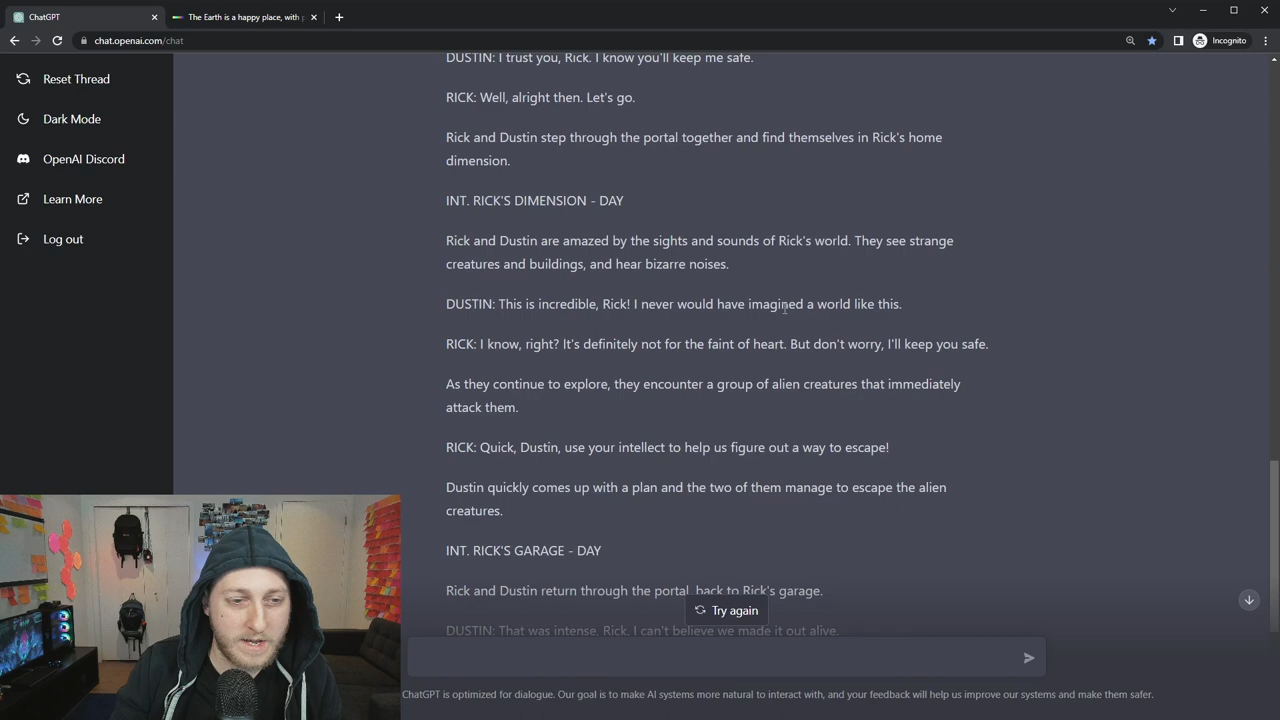 ChatGPT
The Earth is a happy place, with p
chat.openai.com/chat
Incognito
Reset Thread
Dark Mode
OpenAI Discord
Learn More
Log out
DUSTIN: I trust you, Rick. I know you'll keep me safe.
RICK: Well, alright then. Let's go.
Rick and Dustin step through the portal together and find themselves in Rick's home
dimension.
INT. RICK'S DIMENSION - DAY
Rick and Dustin are amazed by the sights and sounds of Rick's world. They see strange
creatures and buildings, and hear bizarre noises.
DUSTIN: This is incredible, Rick! I never would have imagined a world like this.
RICK: I know, right? It's definitely not for the faint of heart. But don't worry, I'll keep you safe.
As they continue to explore, they encounter a group of alien creatures that immediately
attack them.
RICK: Quick, Dustin, use your intellect to help us figure out a way to escape!
Dustin quickly comes up with a plan and the two of them manage to escape the alien
creatures.
INT. RICK'S GARAGE - DAY
Rick and Dustin return through the portal, back to Rick's garage.
Try again
DUSTIN: That was intense, Rick. I can't believe we made it out alive.
ChatGPT is optimized for dialogue. Our goal is to make AI systems more natural to interact with, and your feedback will help us improve our systems and make them safer.